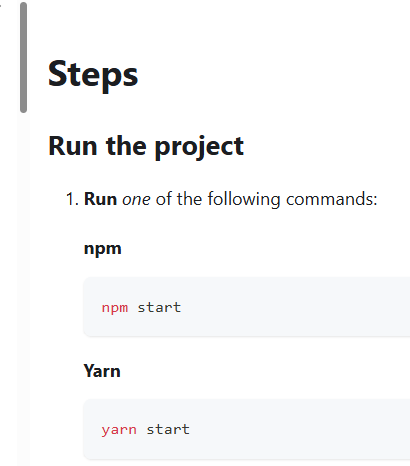 Steps
Run the project
1. Run one of the following commands:
npm
npm start
Yarn
yarn start